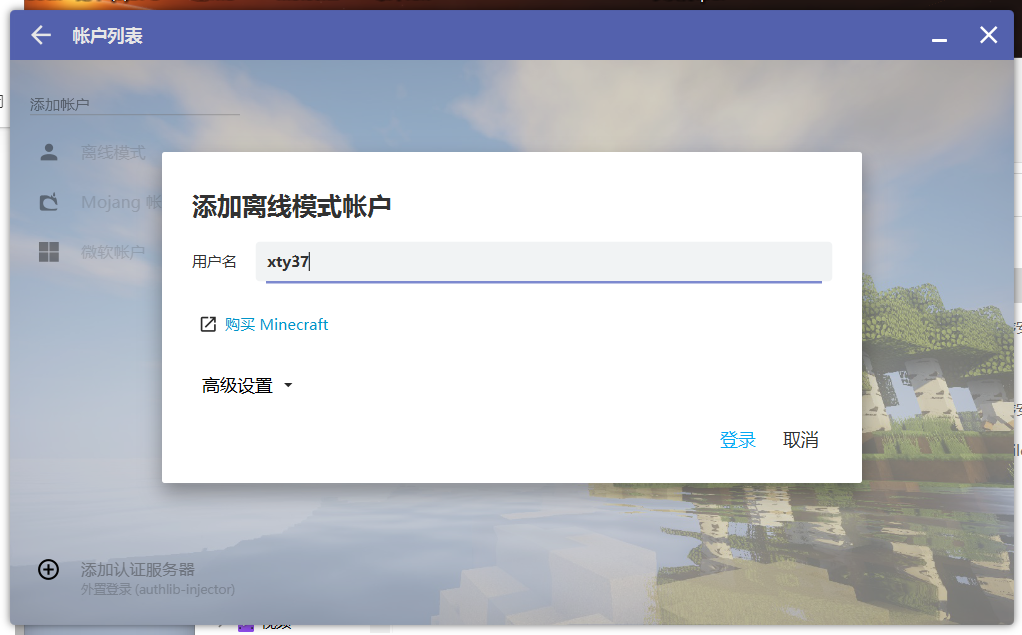 帐户列表
添加帐户
离线模式
Mojang 帐
微软帐户
添加离线模式帐户
用户名
xty37
购买 Minecraft
高级设置
登录 取消
添加认证服务器
外置登录 (authlib-injector)
视频